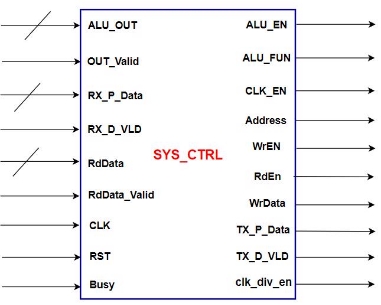 ALU_OUT
OUT_Valid
RX_P_Data
RX_D_VLD
RdData
RdData_Valid
CLK
RST
Busy
SYS_CTRL
ALU_EN
ALU_FUN
CLK_EN
Address
WrEN
RdEn
WrData
TX_P_Data
TX_D_VLD
clk_div_en